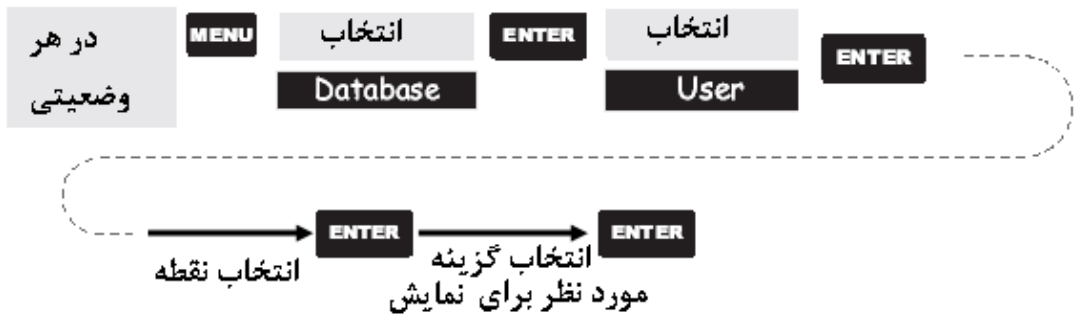 در هر
وضعیتی
MENU
انتخاب
Database
ENTER
انتخاب
User
ENTER
انتخاب نقطه
ENTER
انتخاب گزینه
مورد نظر برای نمایش
ENTER